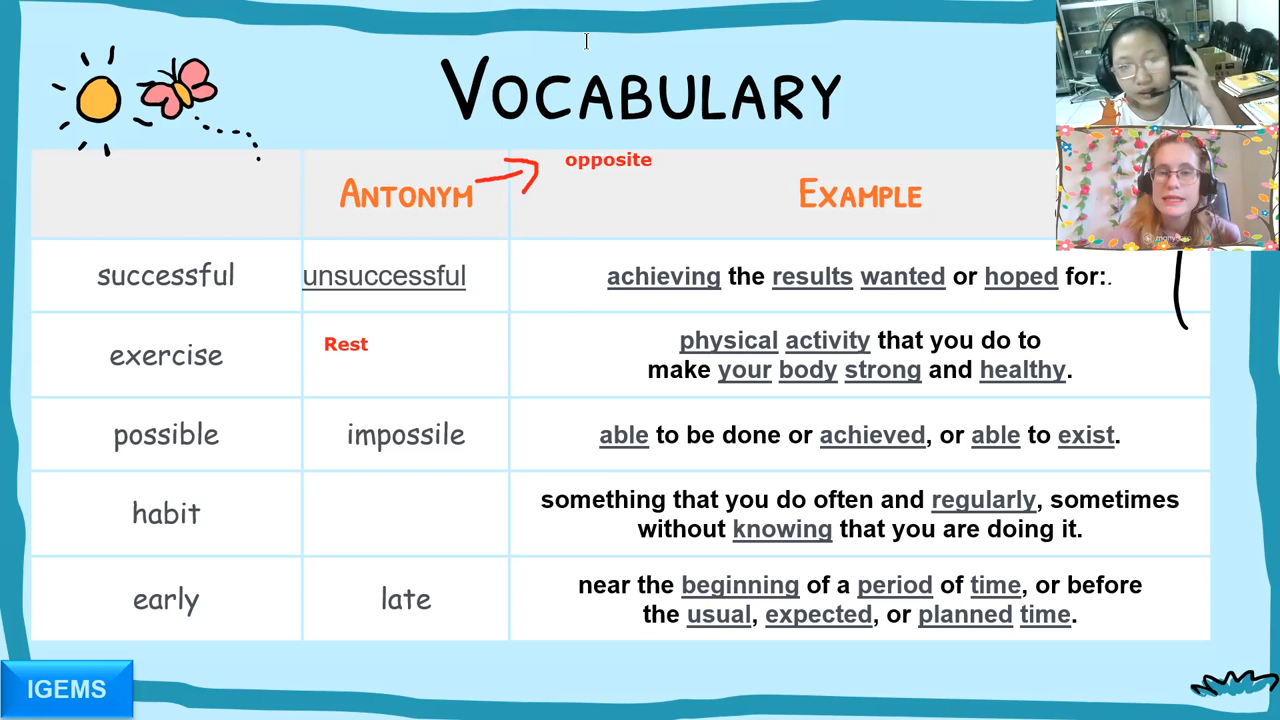 VOCABULARY
opposite
ANTONYM
EXAMPLE
successful
unsuccessful
achieving the results wanted or hoped for:.
exercise
Rest
physical activity that you do to
make your body strong and healthy.
possible
impossile
able to be done or achieved, or able to exist.
habit
something that you do often and regularly, sometimes
without knowing that you are doing it.
early
late
near the beginning of a period of time, or before
the usual, expected, or planned time.
IGEMS